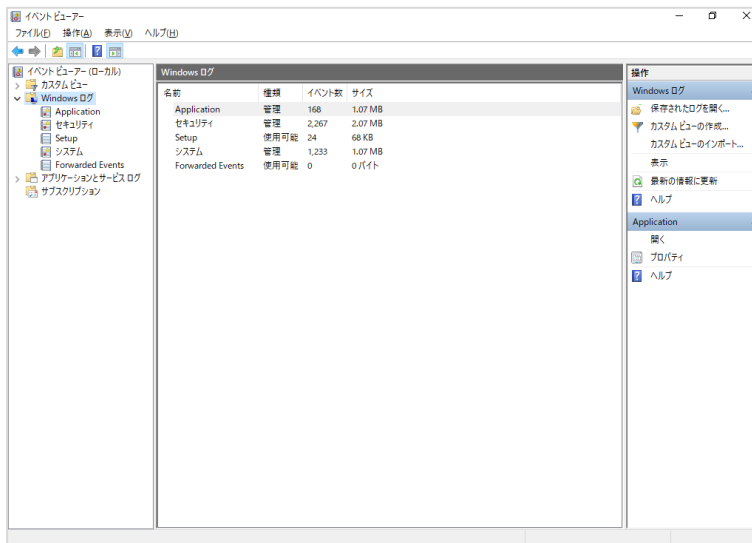 イベント ビューアー
ファイル(F) 操作(A) 表示(V) ヘルプ(H)
イベント ビューアー (ローカル)
カスタム ビュー
Windows ログ
Application
セキュリティ
Setup
システム
Forwarded Events
アプリケーションとサービス ログ
サブスクリプション
Windows ログ
名前 種類 イベント数 サイズ
Application 管理 168 1.07 MB
セキュリティ 管理 2,267 2.07 MB
Setup 使用可能 24 68 KB
システム 管理 1,233 1.07 MB
Forwarded Events 使用可能 0 0 バイト
操作
Windows ログ
保存されたログを開く...
カスタム ビューの作成...
カスタム ビューのインポート...
表示
最新の情報に更新
ヘルプ
Application
開く
プロパティ
ヘルプ